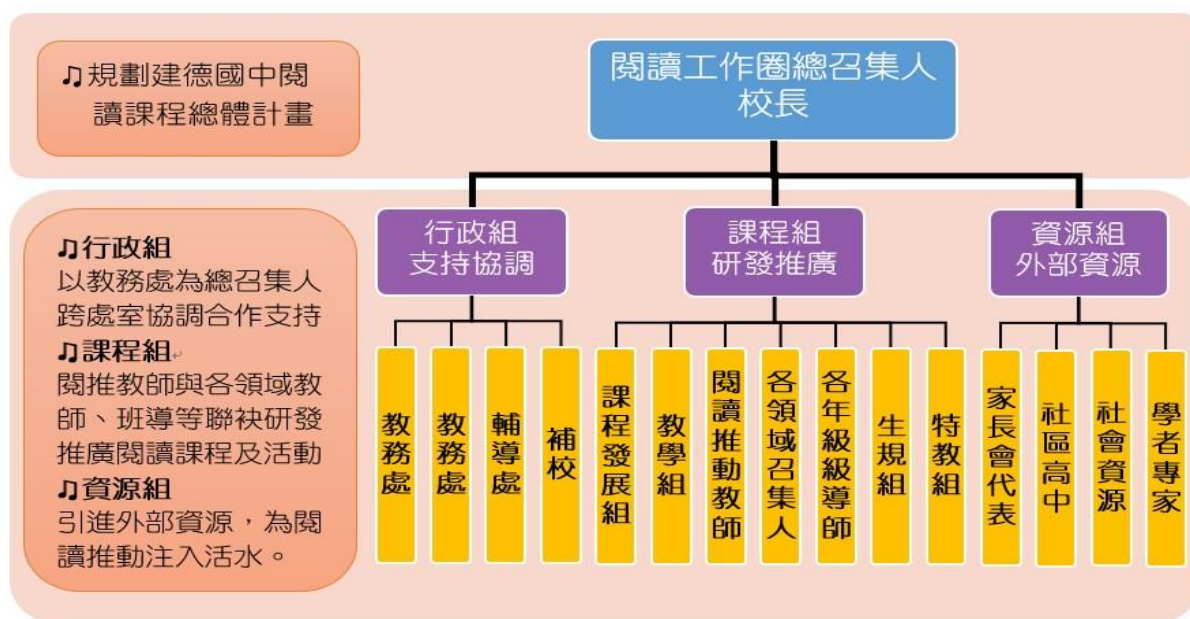 ♫規劃建德國中閱
讀課程總體計畫
閱讀工作圈總召集人
校長
♫行政組
以教務處為總召集人
跨處室協調合作支持
♫課程組
閱推教師與各領域教
師、班導等聯袂研發
推廣閱讀課程及活動
♫資源組
引進外部資源，為閱
讀推動注入活水。
行政組
支持協調
課程組
研發推廣
資源組
外部資源
教務處
教務處
輔導處
補校
課程發展組
教學組
閱讀推動教師
各領域召集人
各年級級導師
生規組
特教組
家長會代表
社區高中
社會資源
學者專家